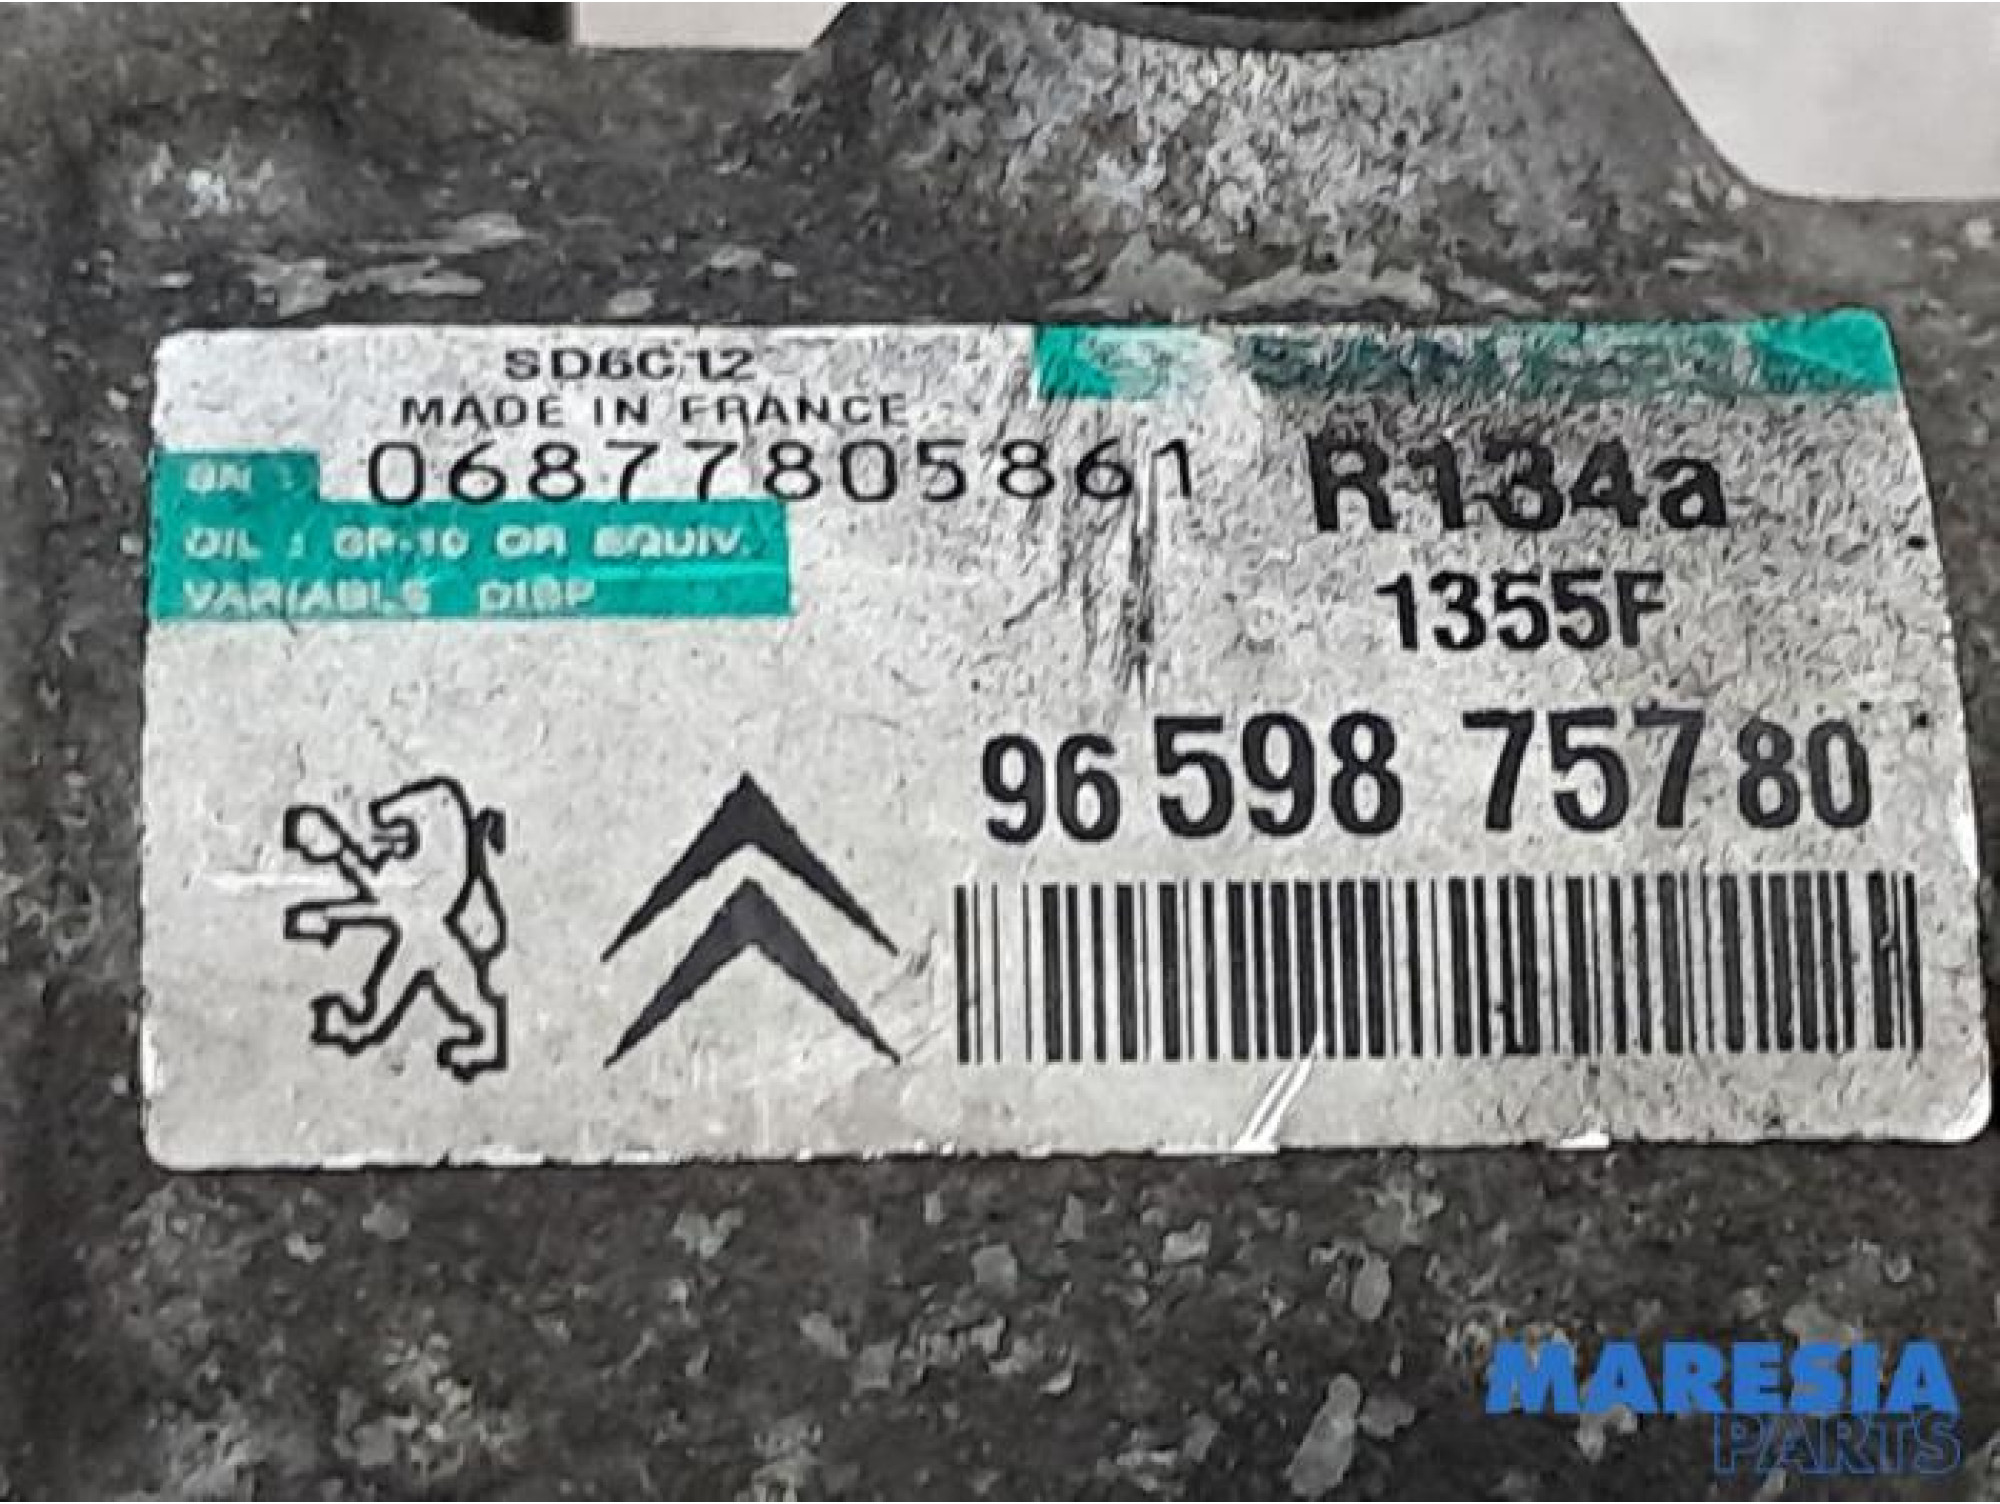 SD6C12
MADE IN FRANCE
SN : 06877805861
OIL : SP-10 OR EQUIV.
VARIABLE DISP
R134a
1355F
96 598 757 80
MARESIA
PARTS